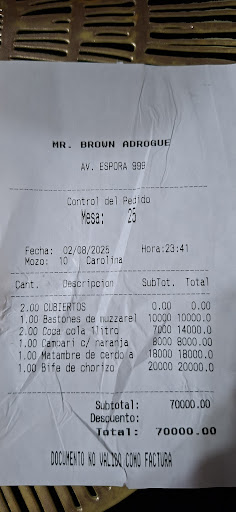 MR. BROWN ADROGUE
AV. ESPORA 999
Control del Pedido
Mesa: 25
Fecha: 02/08/2025 Hora:23:41
Mozo: 10 Carolina
Cant. Descripcion SubTot. Total
2.00 CUBIERTOS 0.00 0.00
1.00 Bastones de muzzarel 10000 10000.0
2.00 Coca cola 1litro 7000 14000.0
1.00 Campari c/ naranja 8000 8000.00
1.00 Matambre de cerdo a 18000 18000.0
1.00 Bife de chorizo 20000 20000.0
Subtotal: 70000.00
Descuento:
Total: 70000.00
DOCUMENTO NO VALIDO COMO FACTURA